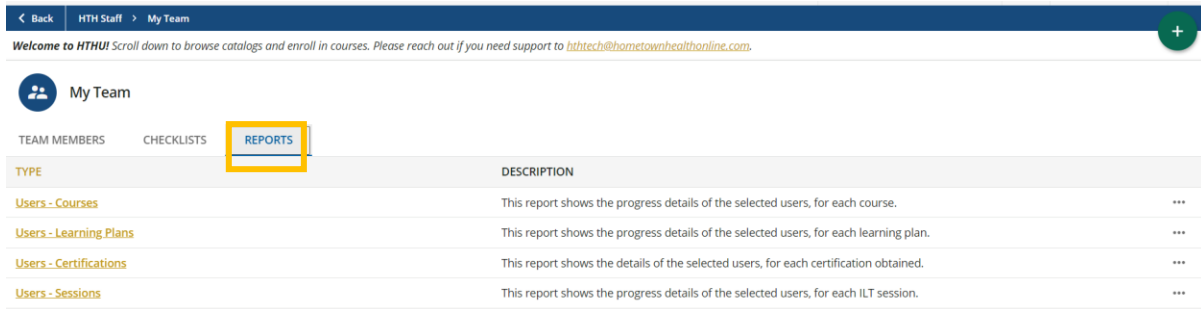 Back HTH Staff > My Team
Welcome to HTHU! Scroll down to browse catalogs and enroll in courses. Please reach out if you need support to hthtech@hometownhealthonline.com.
+
My Team
TEAM MEMBERS CHECKLISTS REPORTS
TYPE DESCRIPTION
Users - Courses This report shows the progress details of the selected users, for each course.
Users - Learning Plans This report shows the progress details of the selected users, for each learning plan.
Users - Certifications This report shows the details of the selected users, for each certification obtained.
Users - Sessions This report shows the progress details of the selected users, for each ILT session.